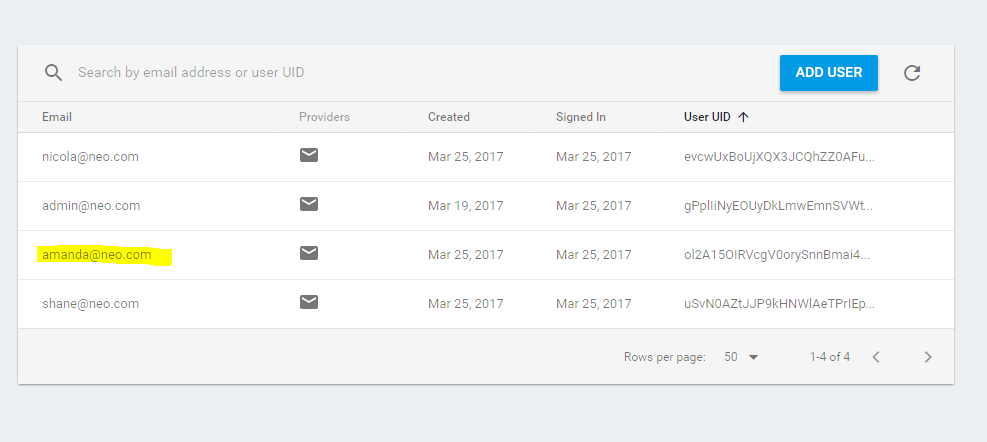 Search by email address or user UID ADD USER
Email Providers Created Signed In User UID
nicola@neo.com Mar 25, 2017 Mar 25, 2017 evcwUxBoUjXQX3JCQhZZ0AFu...
admin@neo.com Mar 19, 2017 Mar 25, 2017 gPplIiNyEOUyDkLmwEmnSVWt...
amanda@neo.com Mar 25, 2017 Mar 25, 2017 ol2A15OIRVcgV0orySnnBmai4...
shane@neo.com Mar 25, 2017 Mar 25, 2017 uSvN0AZtJJP9kHNWlAeTPrIEp...
Rows per page: 50 1-4 of 4